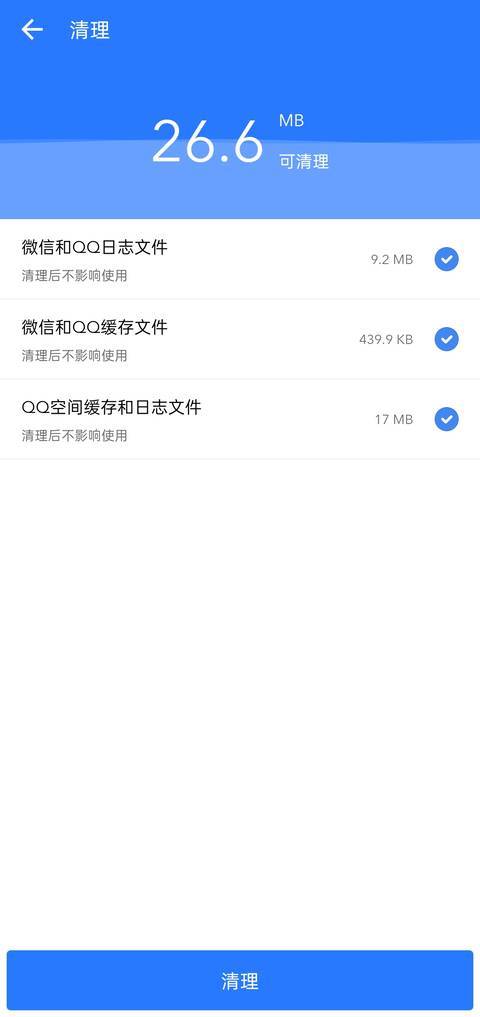 清理
26.6
MB
可清理
微信和QQ日志文件
清理后不影响使用
9.2 MB
微信和QQ缓存文件
清理后不影响使用
439.9 KB
QQ空间缓存和日志文件
清理后不影响使用
17 MB
清理